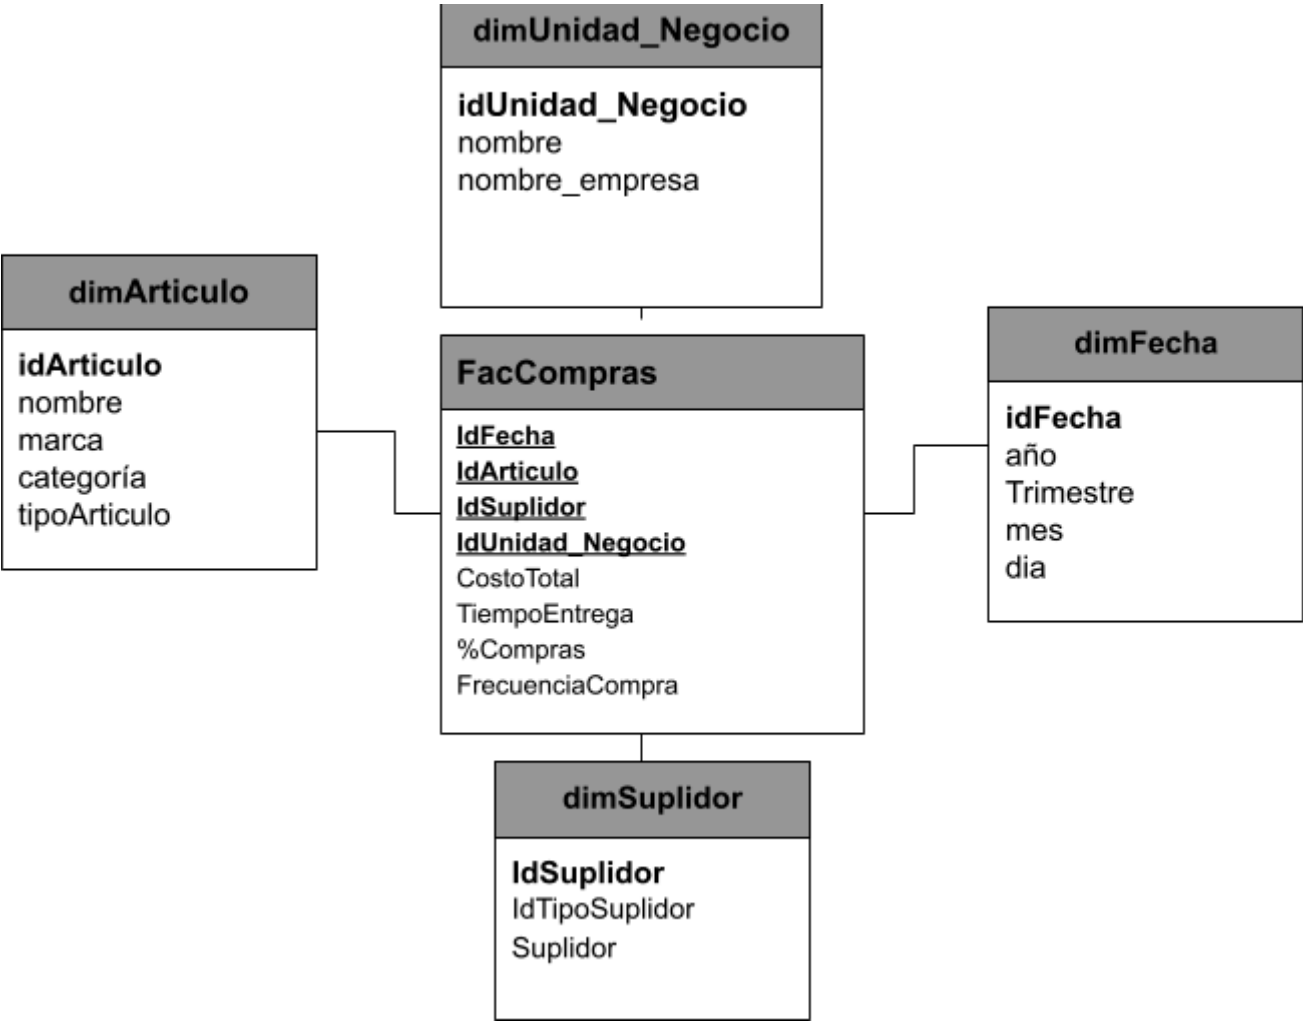 dimUnidad_Negocio
idUnidad_Negocio
nombre
nombre_empresa
dimArticulo
idArticulo
nombre
marca
categoría
tipoArticulo
FacCompras
IdFecha
IdArticulo
IdSuplidor
IdUnidad_Negocio
CostoTotal
TiempoEntrega
%Compras
FrecuenciaCompra
dimFecha
idFecha
año
Trimestre
mes
dia
dimSuplidor
IdSuplidor
IdTipoSuplidor
Suplidor